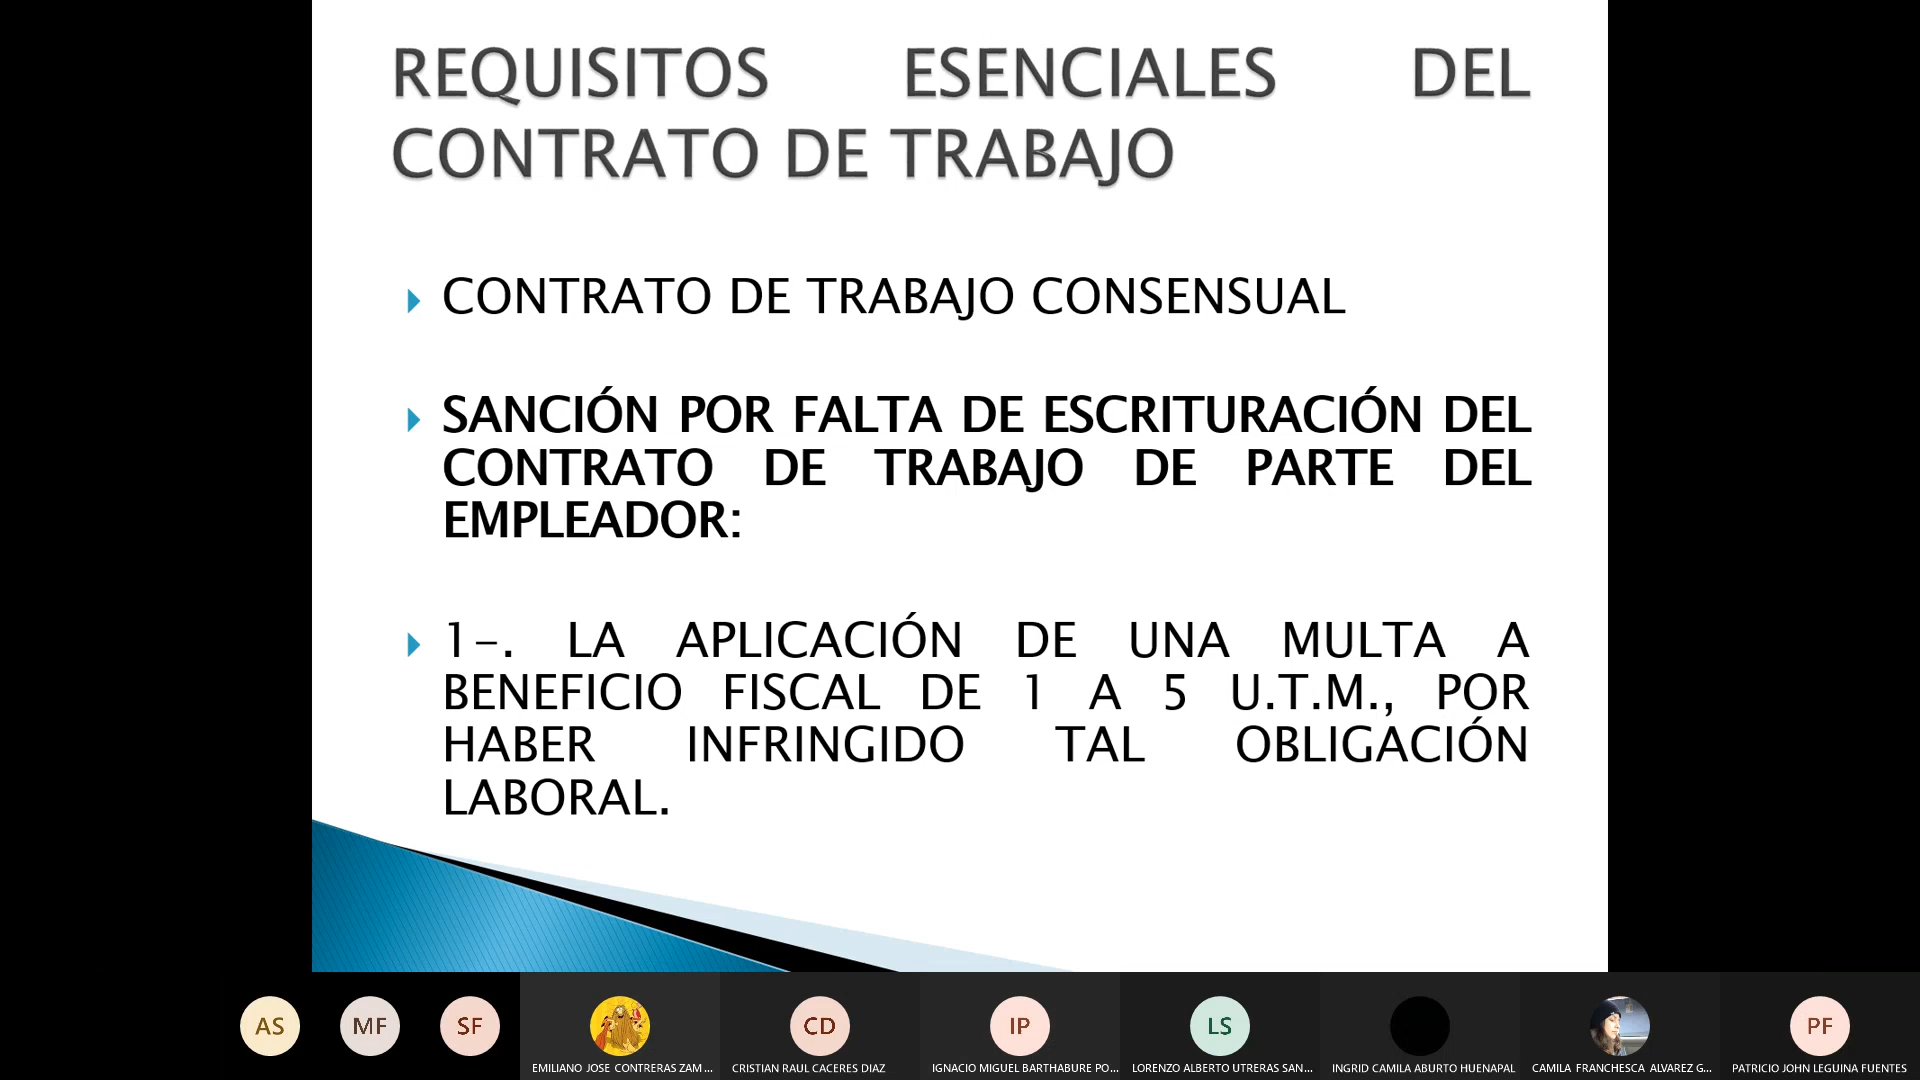 REQUISITOS ESENCIALES DEL
CONTRATO DE TRABAJO
CONTRATO DE TRABAJO CONSENSUAL
SANCIÓN POR FALTA DE ESCRITURACIÓN DEL
CONTRATO DE TRABAJO DE PARTE DEL
EMPLEADOR:
1-. LA APLICACIÓN DE UNA MULTA A
BENEFICIO FISCAL DE 1 A 5 U.T.M., POR
HABER INFRINGIDO TAL OBLIGACIÓN
LABORAL.
AS
MF
SF
CD
IP
LS
PF
EMILIANO JOSE CONTRERAS ZAM...
CRISTIAN RAUL CACERES DIAZ
IGNACIO MIGUEL BARTHABURE PO...
LORENZO ALBERTO UTRERAS SAN...
INGRID CAMILA ABURTO HUENAPAL
CAMILA FRANCHESCA ALVAREZ G...
PATRICIO JOHN LEGUINA FUENTES